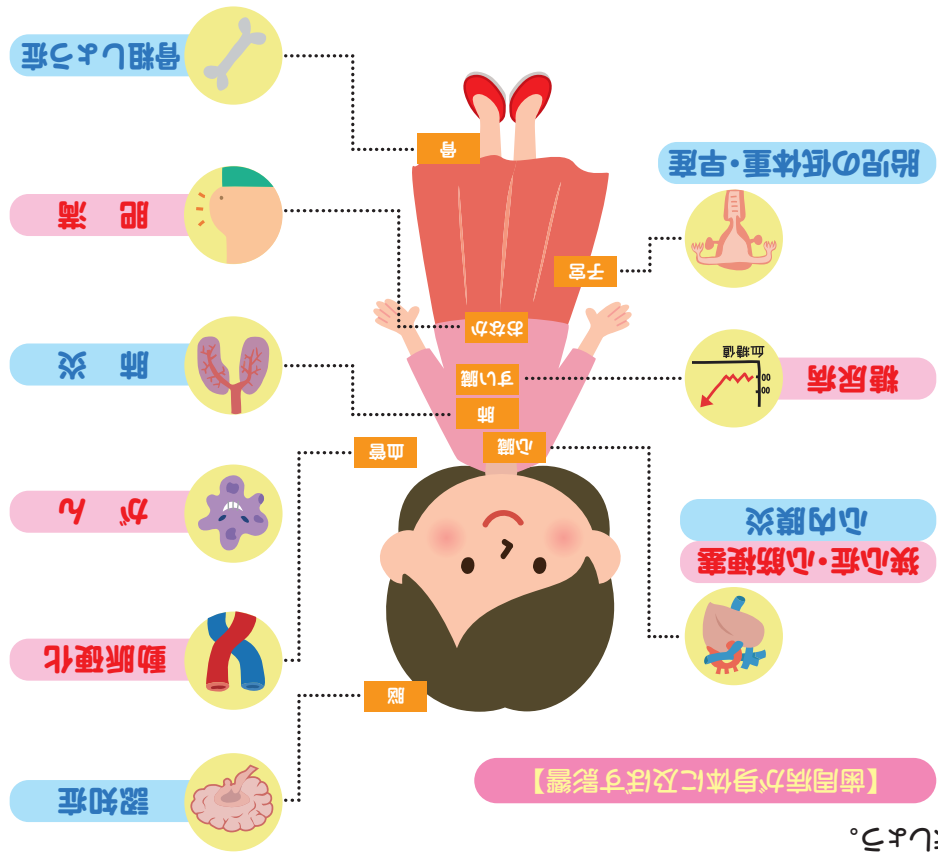 しょう。
【歯周病が身体に及ぼす影響】
認知症
脳
動脈硬化
狭心症・心筋梗塞
心内膜炎
が ん
心臓
血管
肺
すい臓
肺 炎
糖尿病
00
00
血糖値
おなか
子宮
肥 満
胎児の低体重・早産
骨
骨粗しょう症